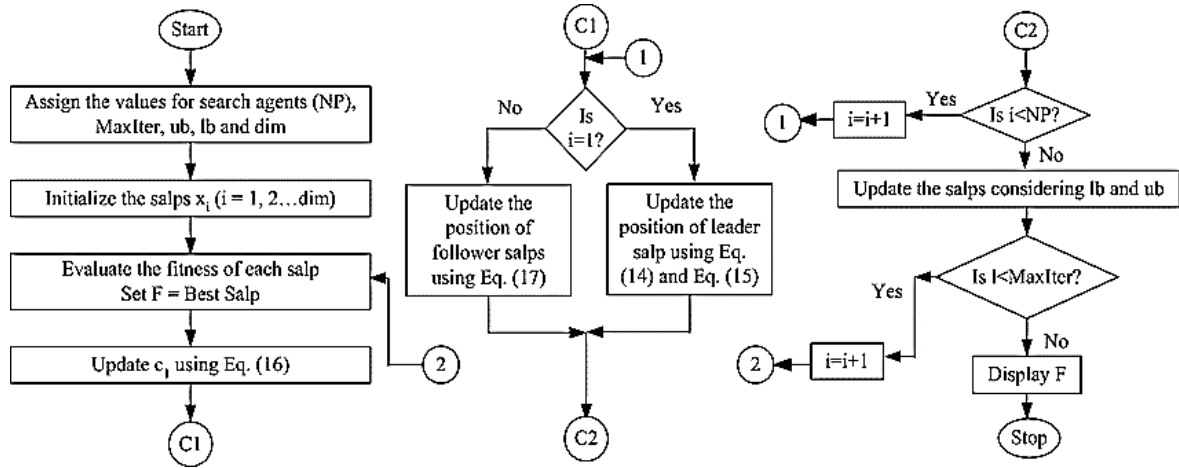 Start
Assign the values for search agents (NP),
MaxIter, ub, lb and dim
Initialize the salps xᵢ (i = 1, 2...dim)
Evaluate the fitness of each salp
Set F = Best Salp
Update c₁ using Eq. (16)
C1
2
C1
1
Is
i=1?
No
Yes
Update the
position of
follower salps
using Eq. (17)
Update the
position of leader
salp using Eq.
(14) and Eq. (15)
C2
C2
Is i<NP?
Yes
i=i+1
1
No
Update the salps considering lb and ub
Is l<MaxIter?
Yes
i=i+1
2
No
Display F
Stop